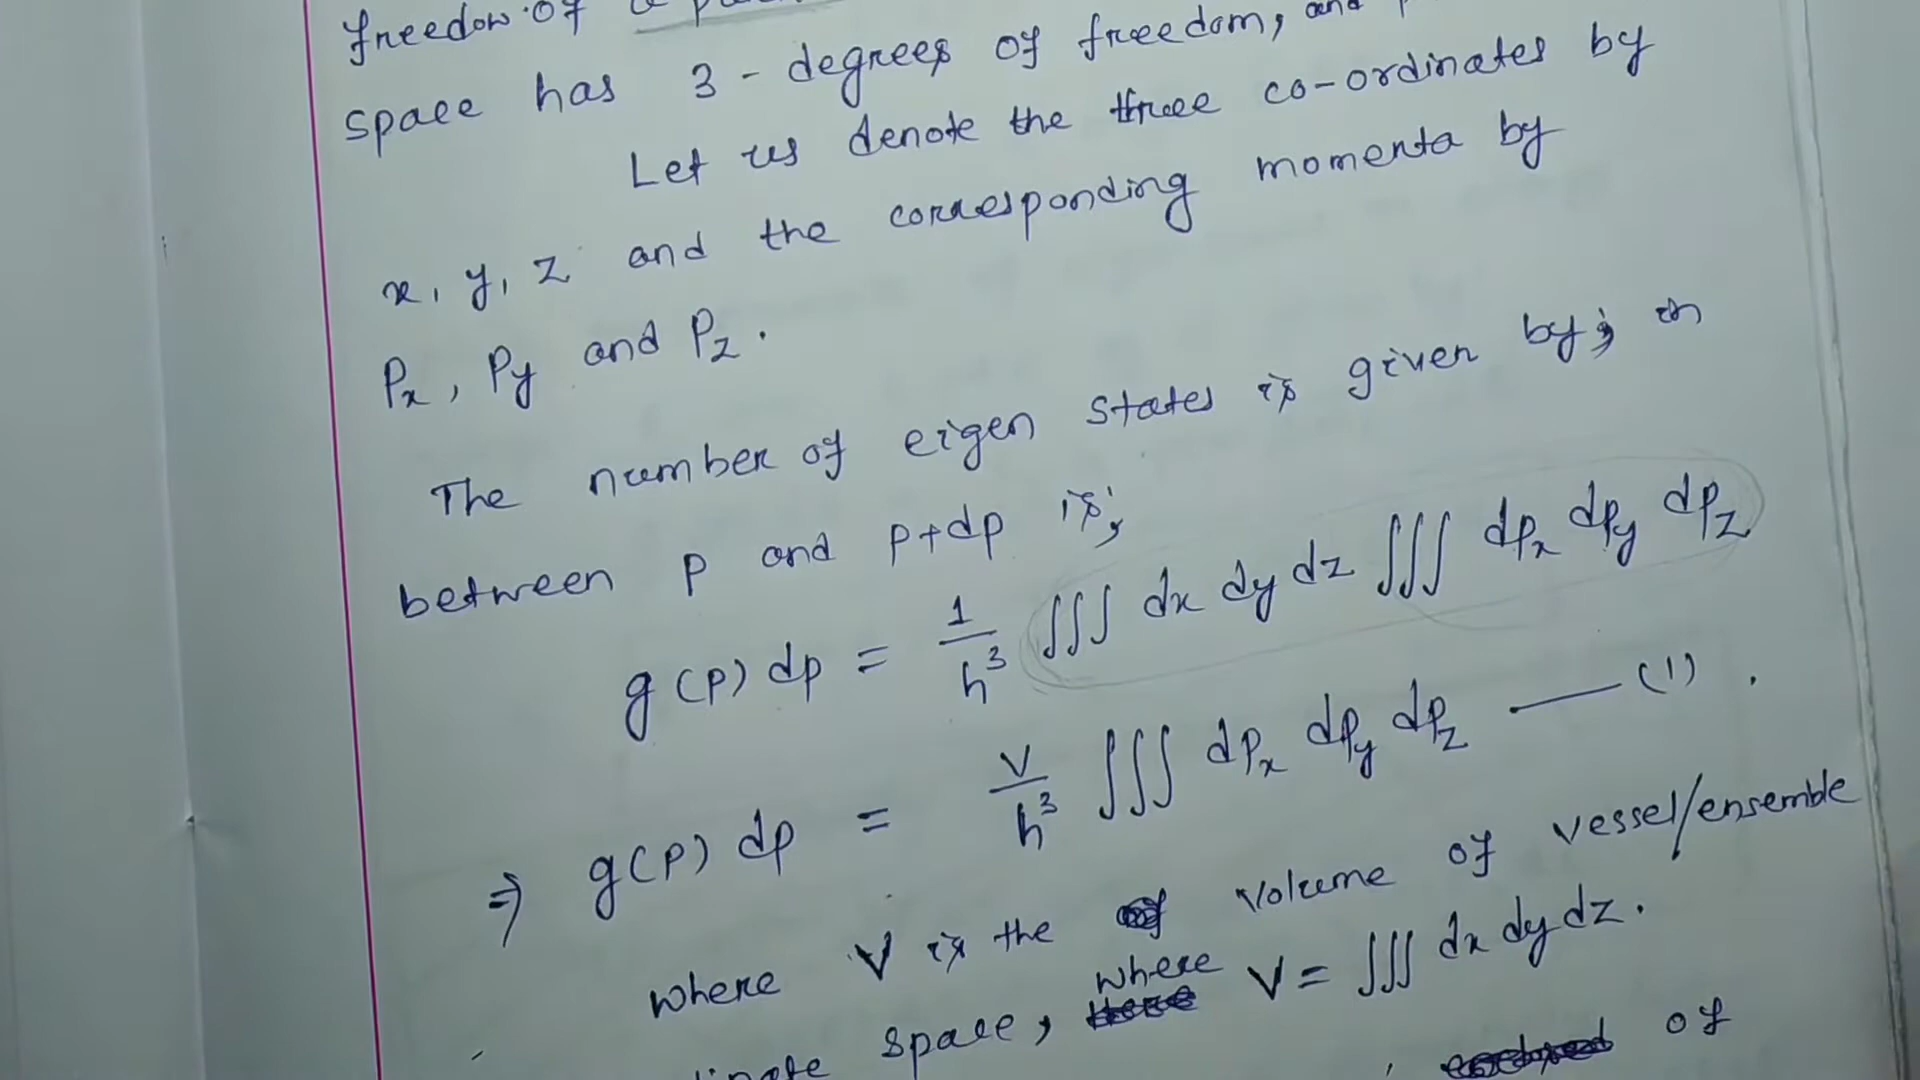 freedom of a
space has 3 - degrees of freedom, and
Let us denote the three co-ordinates by
x, y, z and the corresponding momenta by
Px, Py and Pz.
The number of eigen states is given by; in
between p and p+dp is,
g(p) dp = 1/h³ ∫∫∫ dx dy dz ∫∫∫ dpx dpy dpz
⇒ g(p) dp = V/h³ ∫∫∫ dpx dpy dpz —— (1).
where V is the volume of vessel/ensemble
space, where V = ∫∫∫ dx dy dz.
of